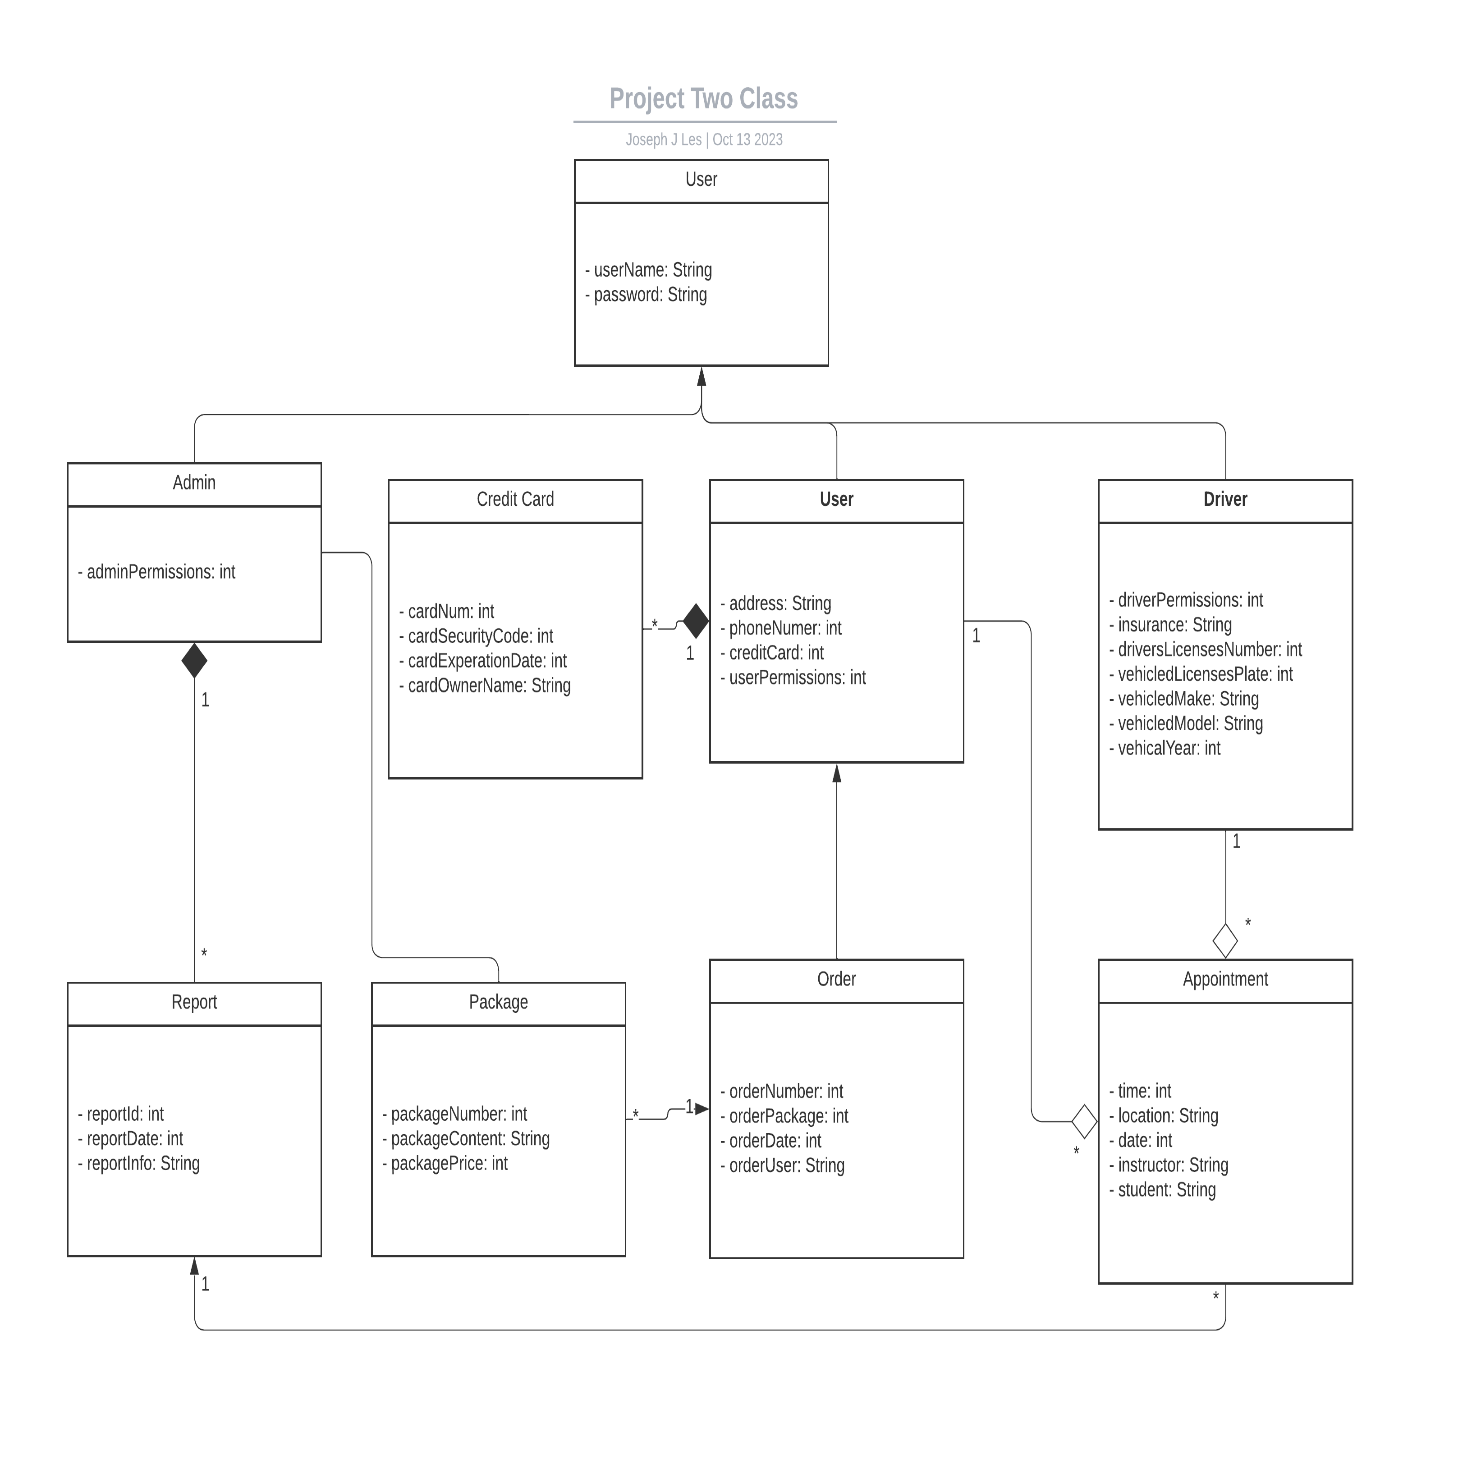 Project Two Class
Joseph J Les | Oct 13 2023
User
- userName: String
- password: String
Admin
- adminPermissions: int
Credit Card
- cardNum: int
- cardSecurityCode: int
- cardExperationDate: int
- cardOwnerName: String
*
1
User
- address: String
- phoneNumer: int
- creditCard: int
- userPermissions: int
1
Driver
- driverPermissions: int
- insurance: String
- driversLicensesNumber: int
- vehicledLicensesPlate: int
- vehicledMake: String
- vehicledModel: String
- vehicalYear: int
1
1
*
*
Report
- reportId: int
- reportDate: int
- reportInfo: String
Package
- packageNumber: int
- packageContent: String
- packagePrice: int
*
1
Order
- orderNumber: int
- orderPackage: int
- orderDate: int
- orderUser: String
*
Appointment
- time: int
- location: String
- date: int
- instructor: String
- student: String
1
*